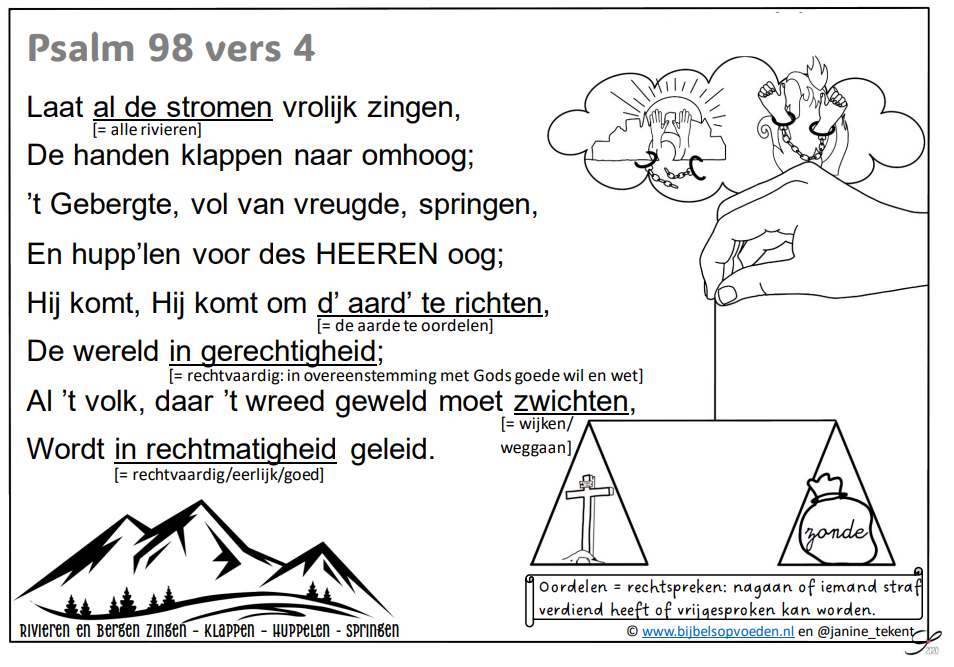 Psalm 98 vers 4
Laat al de stromen vrolijk zingen,
[= alle rivieren]
De handen klappen naar omhoog;
’t Gebergte, vol van vreugde, springen,
En hupp’len voor des HEEREN oog;
Hij komt, Hij komt om d’ aard’ te richten,
[= de aarde te oordelen]
De wereld in gerechtigheid;
[= rechtvaardig: in overeenstemming met Gods goede wil en wet]
Al ’t volk, daar ’t wreed geweld moet zwichten,
[= wijken/
weggaan]
Wordt in rechtmatigheid geleid.
[= rechtvaardig/eerlijk/goed]
zonde
Oordelen = rechtspreken: nagaan of iemand straf
verdiend heeft of vrijgesproken kan worden.
Rivieren en Bergen Zingen - Klappen - Huppelen - Springen
© www.bijbelsopvoeden.nl en @janine_tekent
2020